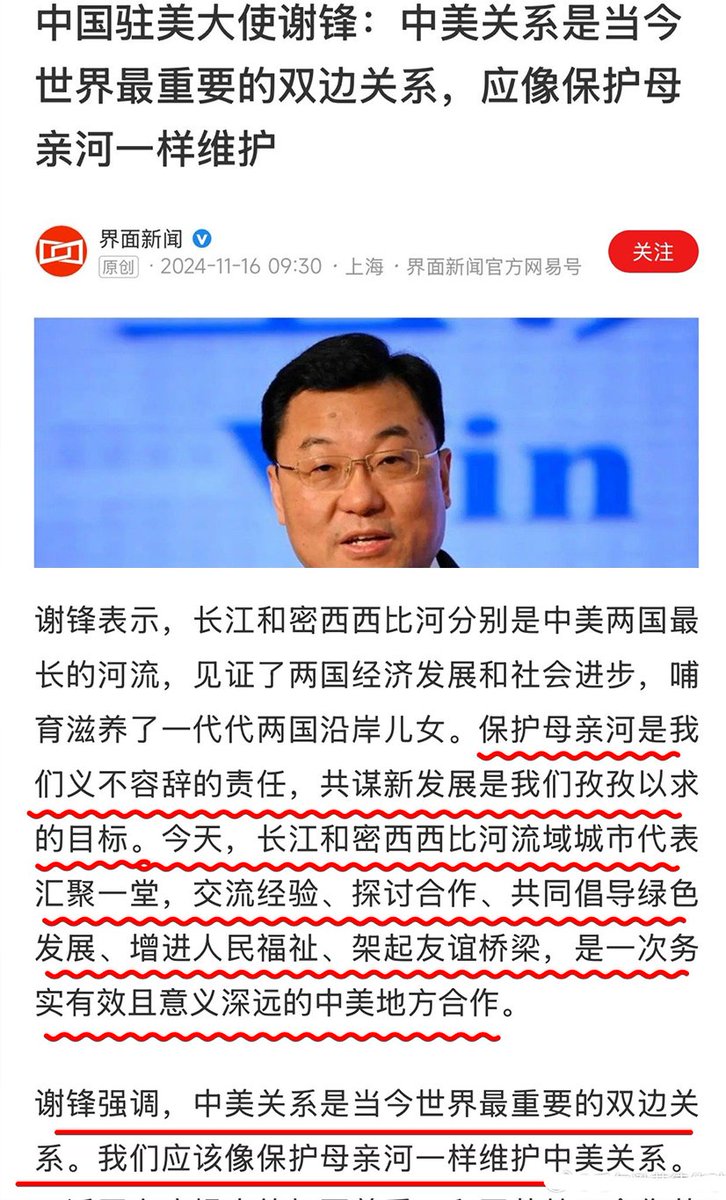 中国驻美大使谢锋：中美关系是当今
世界最重要的双边关系，应像保护母
亲河一样维护
界面新闻
关注
原创 · 2024-11-16 09:30 · 上海 · 界面新闻官方网易号
in
谢锋表示，长江和密西西比河分别是中美两国最
长的河流，见证了两国经济发展和社会进步，哺
育滋养了一代代两国沿岸儿女。保护母亲河是我
们义不容辞的责任，共谋新发展是我们孜孜以求
的目标。今天，长江和密西西比河流域城市代表
汇聚一堂，交流经验、探讨合作、共同倡导绿色
发展、增进人民福祉、架起友谊桥梁，是一次务
实有效且意义深远的中美地方合作。
谢锋强调，中美关系是当今世界最重要的双边关
系。我们应该像保护母亲河一样维护中美关系。